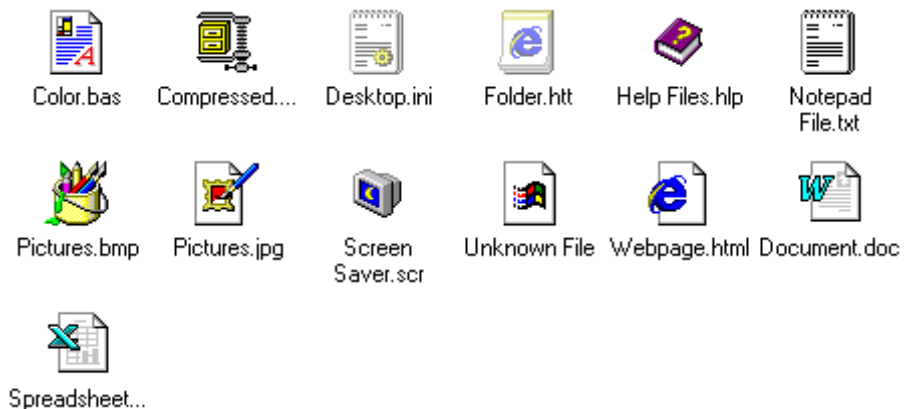 Color.bas
Compressed....
Desktop.ini
Folder.htt
Help Files.hlp
Notepad
File.txt
Pictures.bmp
Pictures.jpg
Screen
Saver.scr
Unknown File
Webpage.html
Document.doc
Spreadsheet...